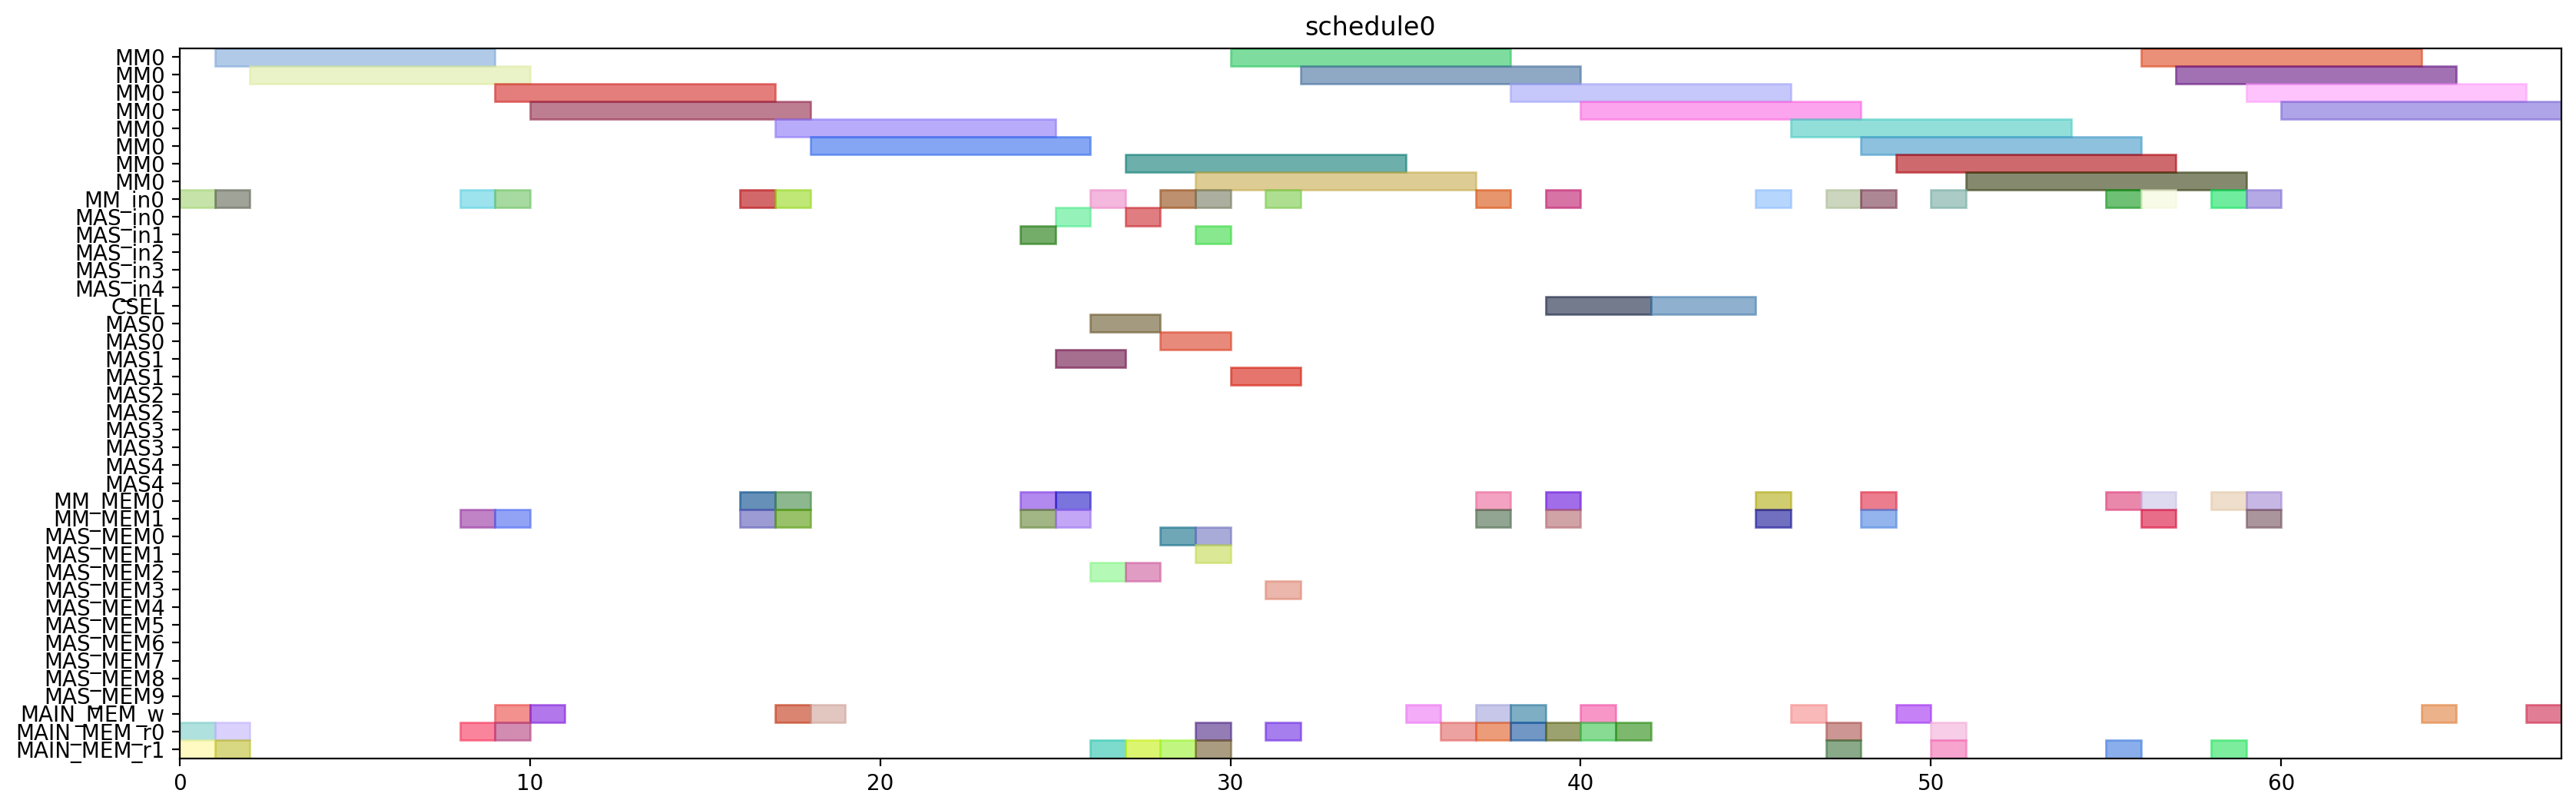 schedule0
MM0
MM0
MM0
MM0
MM0
MM0
MM0
MM0
MM_in0
MAS_in0
MAS_in1
MAS_in2
MAS_in3
MAS_in4
CSEL
MAS0
MAS0
MAS1
MAS1
MAS2
MAS2
MAS3
MAS3
MAS4
MAS4
MM_MEM0
MM_MEM1
MAS_MEM0
MAS_MEM1
MAS_MEM2
MAS_MEM3
MAS_MEM4
MAS_MEM5
MAS_MEM6
MAS_MEM7
MAS_MEM8
MAS_MEM9
MAIN_MEM_w
MAIN_MEM_r0
MAIN_MEM_r1
0 10 20 30 40 50 60